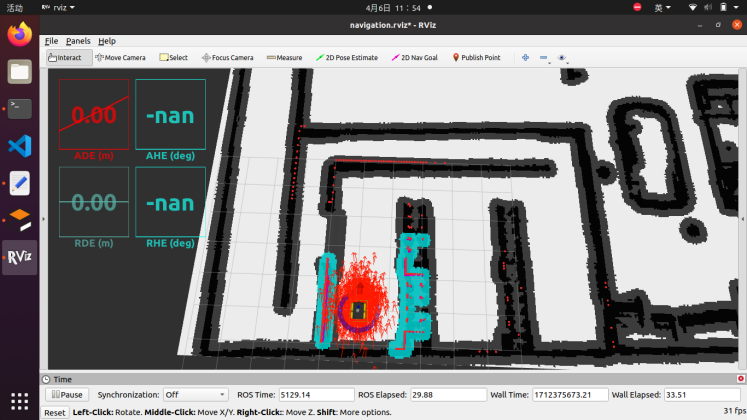 活动 rviz 4月6日 11：54 英
navigation.rviz* - RViz
File Panels Help
Interact Move Camera Select Focus Camera Measure 2D Pose Estimate 2D Nav Goal Publish Point
0.00 -nan
ADE (m) AHE (deg)
0.00 -nan
RDE (m) RHE (deg)
RViz
Time
Pause Synchronization: Off ROS Time: 5129.14 ROS Elapsed: 29.88 Wall Time: 1712375673.21 Wall Elapsed: 33.51
Reset Left-Click: Rotate. Middle-Click: Move X/Y. Right-Click: Move Z. Shift: More options. 31 fps